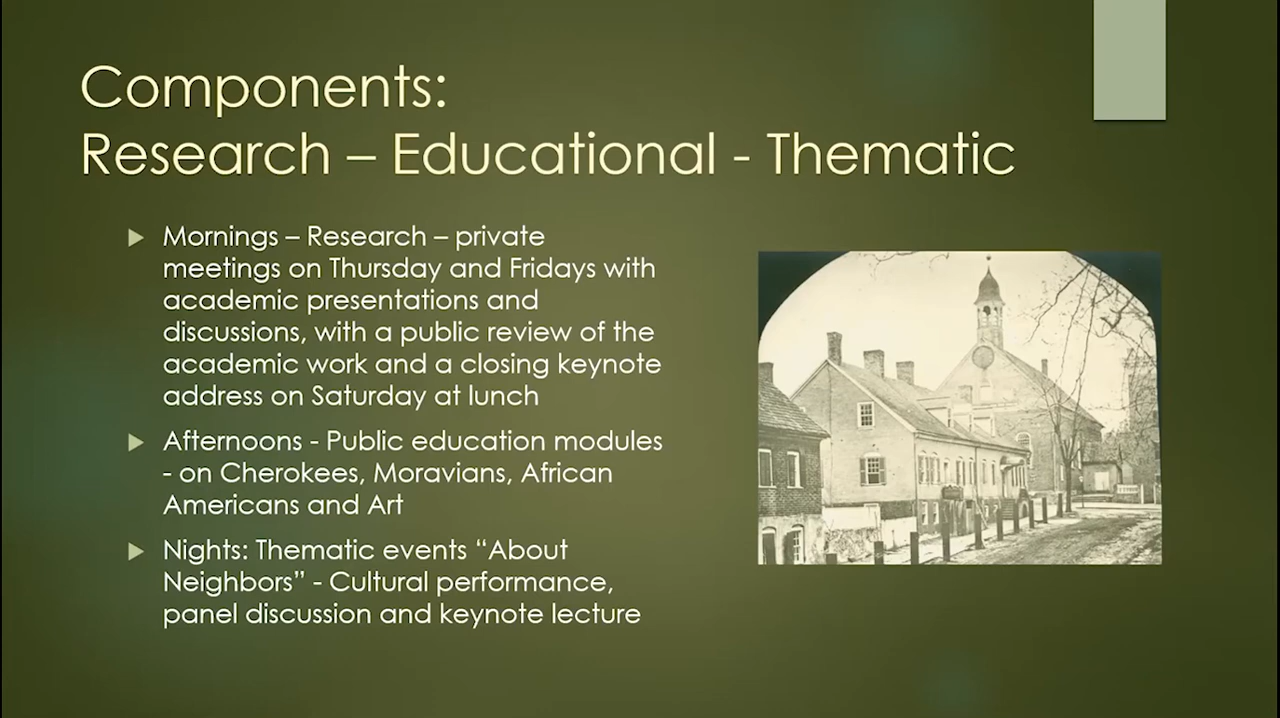 Components:
Research – Educational - Thematic
Mornings – Research – private
meetings on Thursday and Fridays with
academic presentations and
discussions, with a public review of the
academic work and a closing keynote
address on Saturday at lunch
Afternoons - Public education modules
- on Cherokees, Moravians, African
Americans and Art
Nights: Thematic events “About
Neighbors” - Cultural performance,
panel discussion and keynote lecture